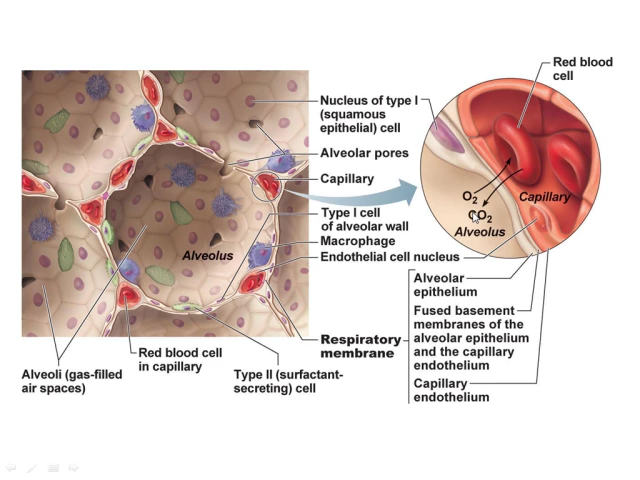 Red blood
cell
Nucleus of type I
(squamous
epithelial) cell
Alveolar pores
Capillary
Type I cell
of alveolar wall
Macrophage
Endothelial cell nucleus
O2
CO2
Capillary
Alveolus
Alveolus
Respiratory
membrane
Alveolar
epithelium
Fused basement
membranes of the
alveolar epithelium
and the capillary
endothelium
Capillary
endothelium
Alveoli (gas-filled
air spaces)
Red blood cell
in capillary
Type II (surfactant-
secreting) cell